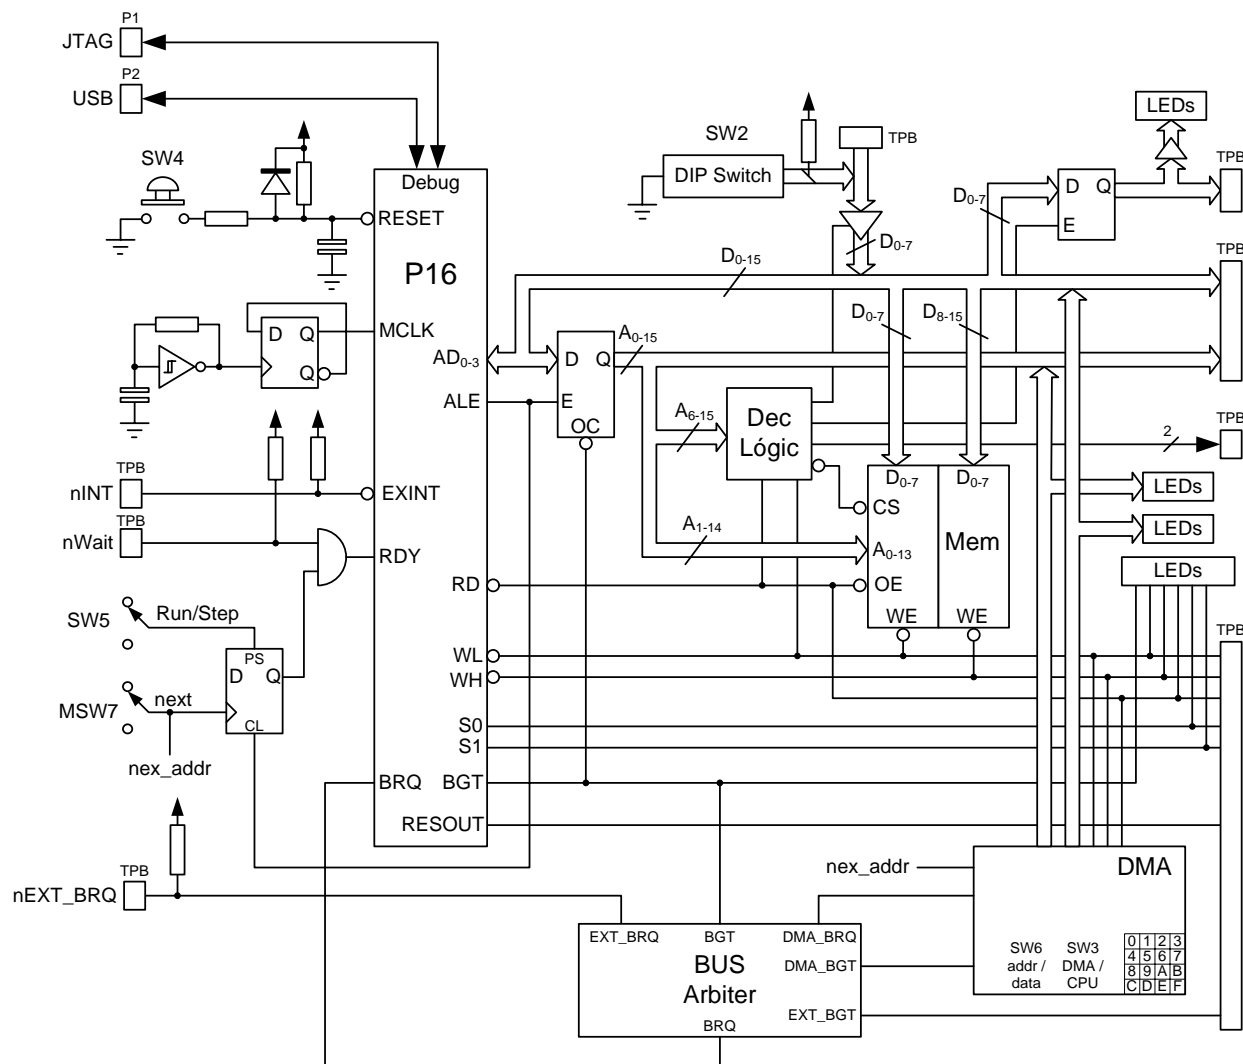 P1
JTAG
P2
USB
SW4
Debug
RESET
P16
MCLK
AD0-3
ALE
EXINT
RDY
RD
WL
WH
S0
S1
BRQ
BGT
RESOUT
D Q
Q
TPB
nINT
TPB
nWait
SW5
Run/Step
PS
D Q
CL
MSW7
next
nex_addr
TPB
nEXT_BRQ
SW2
DIP Switch
TPB
D0-7
D0-15
A0-15
D Q
E
OC
D0-7
D8-15
D0-7
LEDs
D Q
E
TPB
TPB
A6-15
Dec
Lógic
2
TPB
A1-14
D0-7 D0-7
CS
A0-13
Mem
OE
WE WE
LEDs
LEDs
LEDs
TPB
nex_addr
DMA
SW6
addr /
data
SW3
DMA /
CPU
0 1 2 3
4 5 6 7
8 9 A B
C D E F
EXT_BRQ BGT DMA_BRQ
BUS
Arbiter
DMA_BGT
EXT_BGT
BRQ